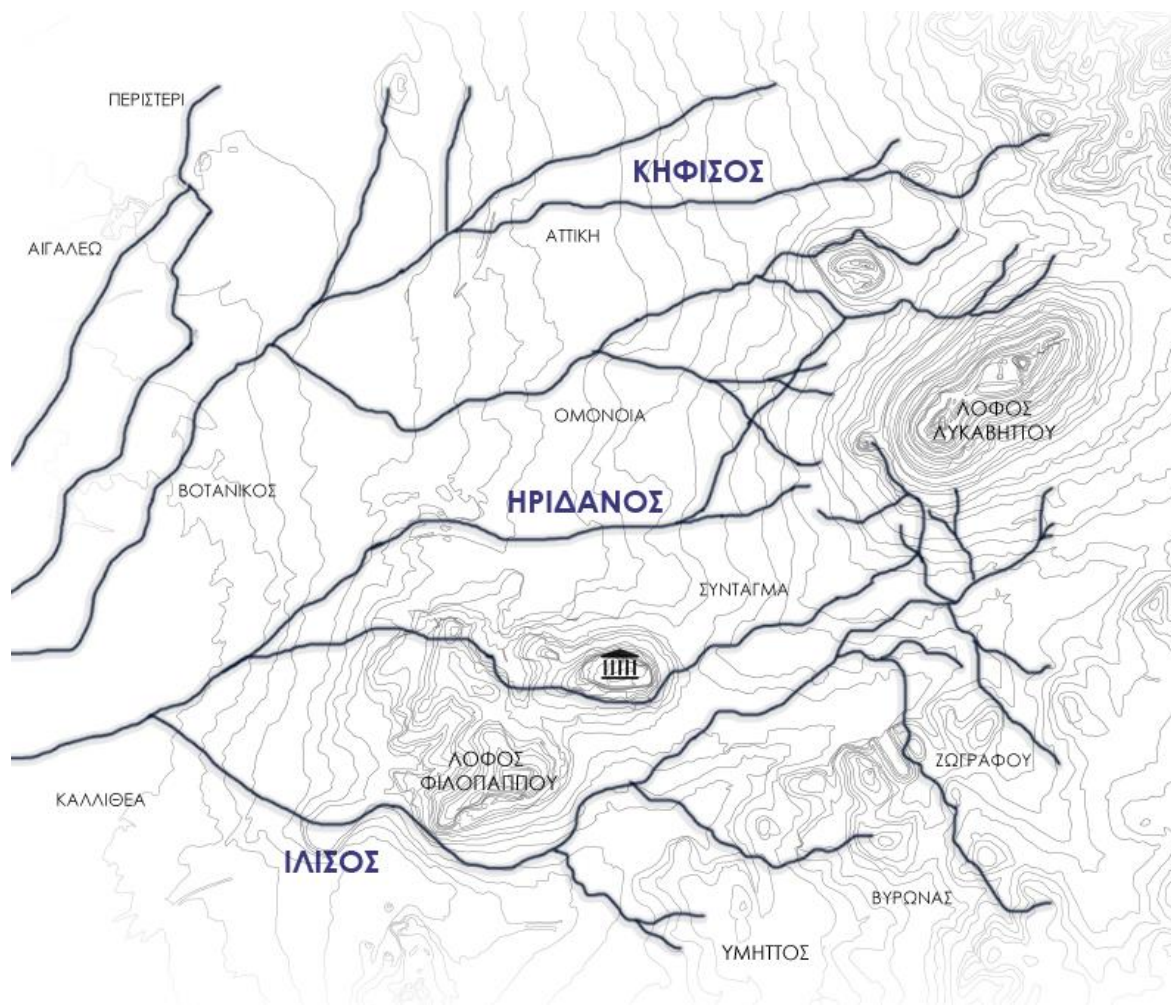 ΠΕΡΙΣΤΕΡΙ
ΚΗΦΙΣΟΣ
ΑΤΤΙΚΗ
ΑΙΓΑΛΕΩ
ΟΜΟΝΟΙΑ
ΛΟΦΟΣ
ΛΥΚΑΒΗΤΤΟΥ
ΒΟΤΑΝΙΚΟΣ
ΗΡΙΔΑΝΟΣ
ΣΥΝΤΑΓΜΑ
ΛΟΦΟΣ
ΦΙΛΟΠΑΠΠΟΥ
ΖΩΓΡΑΦΟΥ
ΚΑΛΛΙΘΕΑ
ΙΛΙΣΟΣ
ΒΥΡΩΝΑΣ
ΥΜΗΤΤΟΣ